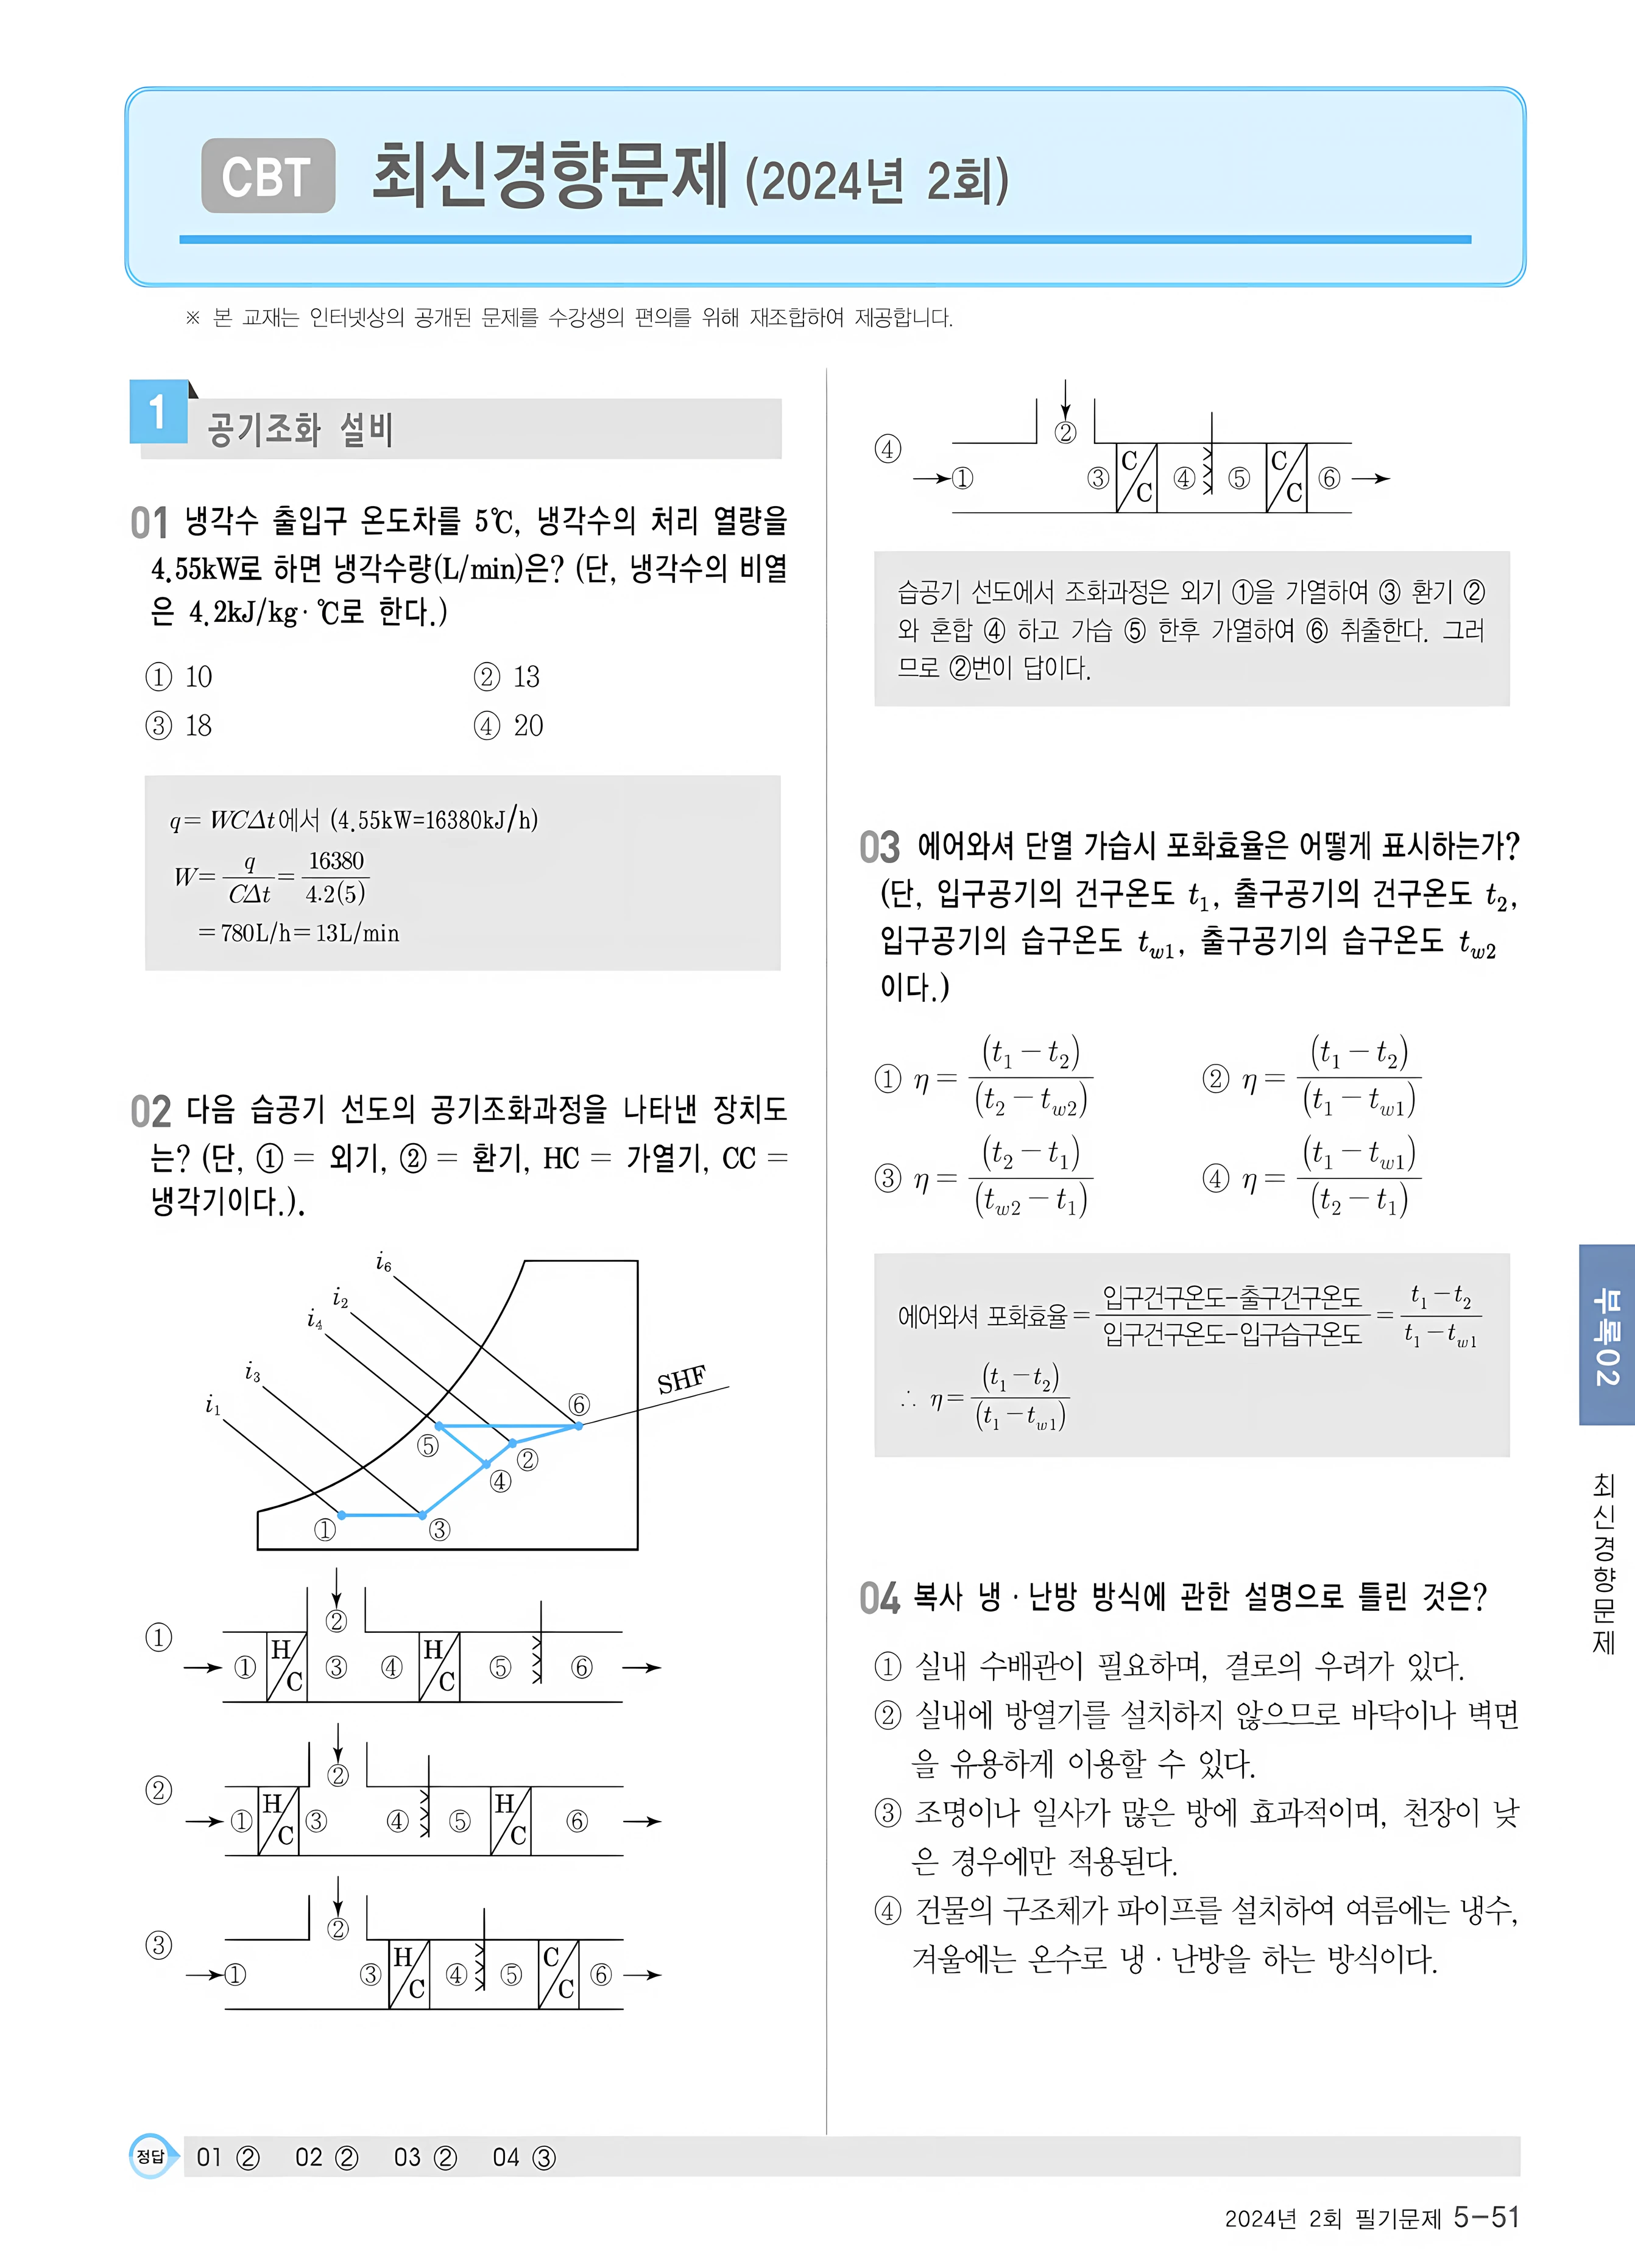 CBT 최신경향문제 (2024년 2회)
※ 본 교재는 인터넷상의 공개된 문제를 수강생의 편의를 위해 재조합하여 제공합니다.
1 공기조화 설비
01 냉각수 출입구 온도차를 5℃, 냉각수의 처리 열량을
4.55kW로 하면 냉각수량(L/min)은? (단, 냉각수의 비열
은 4.2kJ/kg·℃로 한다.)
① 10 ② 13
③ 18 ④ 20
q = WCΔt에서 (4.55kW=16380kJ/h)
W = q/CΔt = 16380/4.2(5)
= 780L/h = 13L/min
02 다음 습공기 선도의 공기조화과정을 나타낸 장치도
는? (단, ① = 외기, ② = 환기, HC = 가열기, CC =
냉각기이다.).
i6
i2
i4
i3
i1
SHF
⑥
⑤
②
④
①
③
①
②
① H/C ③ ④ H/C ⑤ ⑥
②
②
① H/C ③ ④ ⑤ H/C ⑥
③
②
① ③ H/C ④ ⑤ C/C ⑥
④
②
① ③ C/C ④ ⑤ C/C ⑥
습공기 선도에서 조화과정은 외기 ①을 가열하여 ③ 환기 ②
와 혼합 ④ 하고 가습 ⑤ 한후 가열하여 ⑥ 취출한다. 그러
므로 ②번이 답이다.
03 에어와셔 단열 가습시 포화효율은 어떻게 표시하는가?
(단, 입구공기의 건구온도 t1, 출구공기의 건구온도 t2,
입구공기의 습구온도 tw1, 출구공기의 습구온도 tw2
이다.)
① η = (t1 − t2)/(t2 − tw2) ② η = (t1 − t2)/(t1 − tw1)
③ η = (t2 − t1)/(tw2 − t1) ④ η = (t1 − tw1)/(t2 − t1)
에어와셔 포화효율 = 입구건구온도−출구건구온도/입구건구온도−입구습구온도 = t1 − t2/t1 − tw1
∴ η = (t1 − t2)/(t1 − tw1)
04 복사 냉·난방 방식에 관한 설명으로 틀린 것은?
① 실내 수배관이 필요하며, 결로의 우려가 있다.
② 실내에 방열기를 설치하지 않으므로 바닥이나 벽면
을 유용하게 이용할 수 있다.
③ 조명이나 일사가 많은 방에 효과적이며, 천장이 낮
은 경우에만 적용된다.
④ 건물의 구조체가 파이프를 설치하여 여름에는 냉수,
겨울에는 온수로 냉·난방을 하는 방식이다.
부록02
최신경향문제
정답 01 ② 02 ② 03 ② 04 ③
2024년 2회 필기문제 5-51